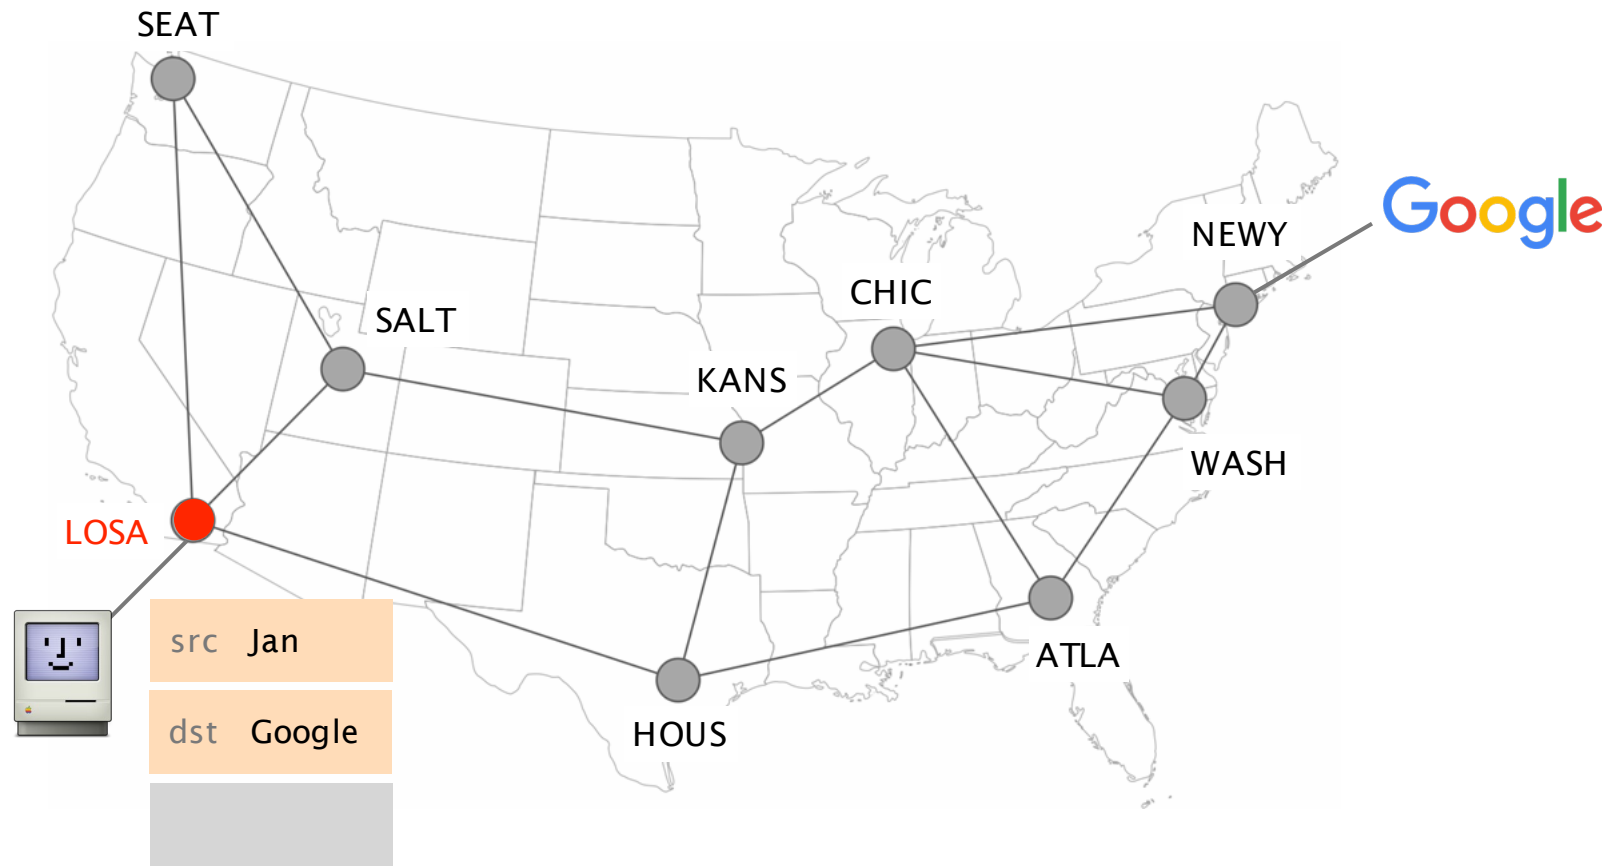 SEAT
Google
NEWY
CHIC
SALT
KANS
WASH
LOSA
src Jan
ATLA
dst Google
HOUS